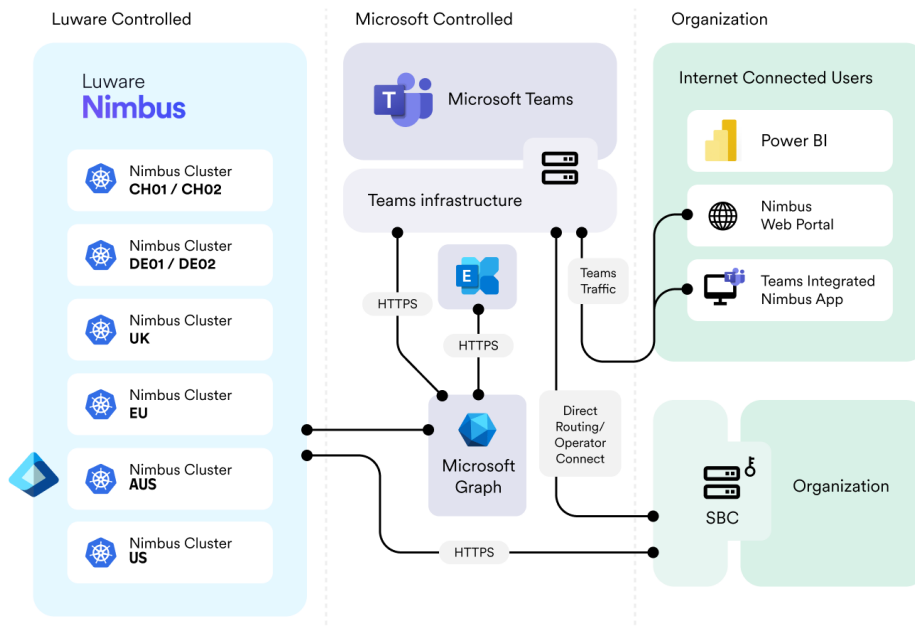 Luware Controlled
Microsoft Controlled
Organization
Luware
Nimbus
Nimbus Cluster
CH01 / CH02
Nimbus Cluster
DE01 / DE02
Nimbus Cluster
UK
Nimbus Cluster
EU
Nimbus Cluster
AUS
Nimbus Cluster
US
T
Microsoft Teams
Teams infrastructure
HTTPS
E
HTTPS
Microsoft
Graph
HTTPS
Teams
Traffic
Direct
Routing/
Operator
Connect
Internet Connected Users
Power BI
Nimbus
Web Portal
T
Teams Integrated
Nimbus App
SBC
Organization